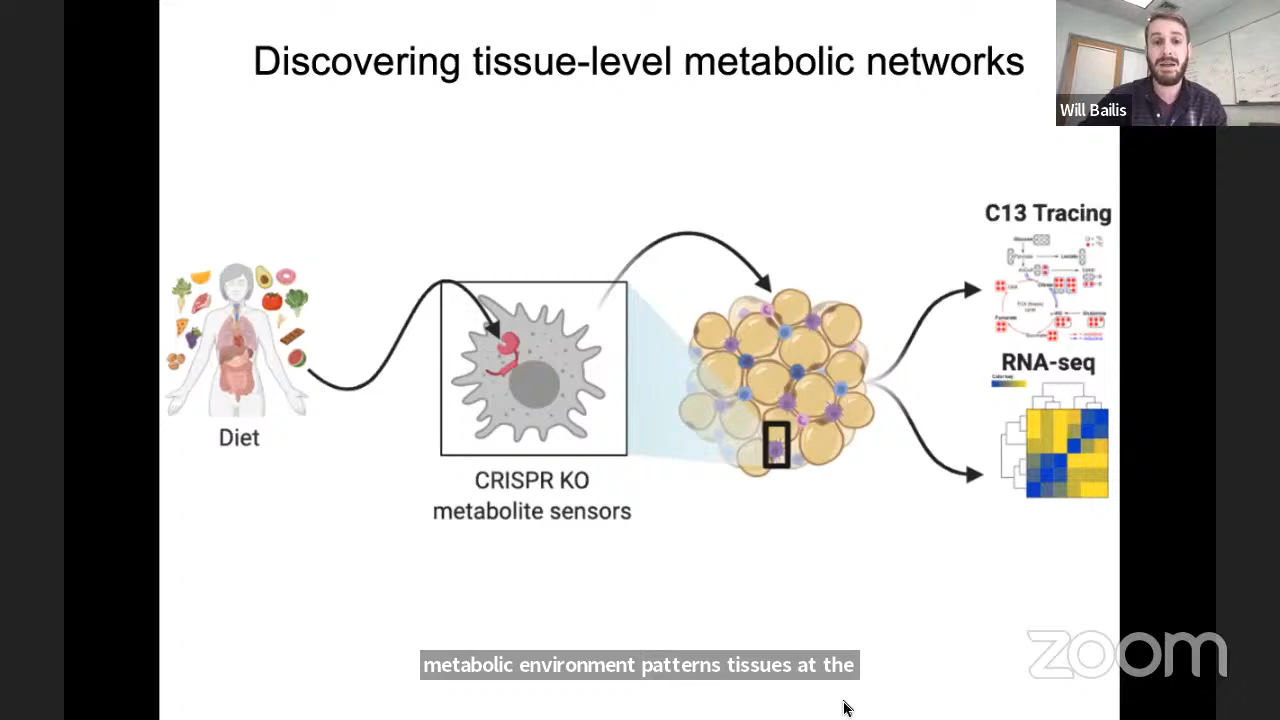 Discovering tissue-level metabolic networks
Will Bailis
C13 Tracing
RNA-seq
Diet
CRISPR KO
metabolite sensors
metabolic environment patterns tissues at the
zoom